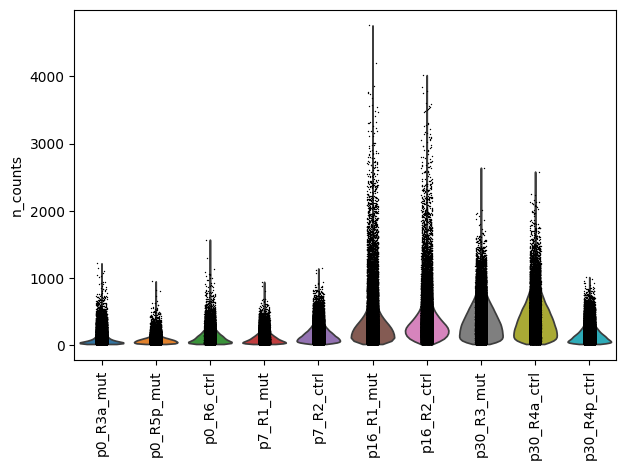 n_counts
4000
3000
2000
1000
0
p0_R3a_mut
p0_R5p_mut
p0_R6_ctrl
p7_R1_mut
p7_R2_ctrl
p16_R1_mut
p16_R2_ctrl
p30_R3_mut
p30_R4a_ctrl
p30_R4p_ctrl